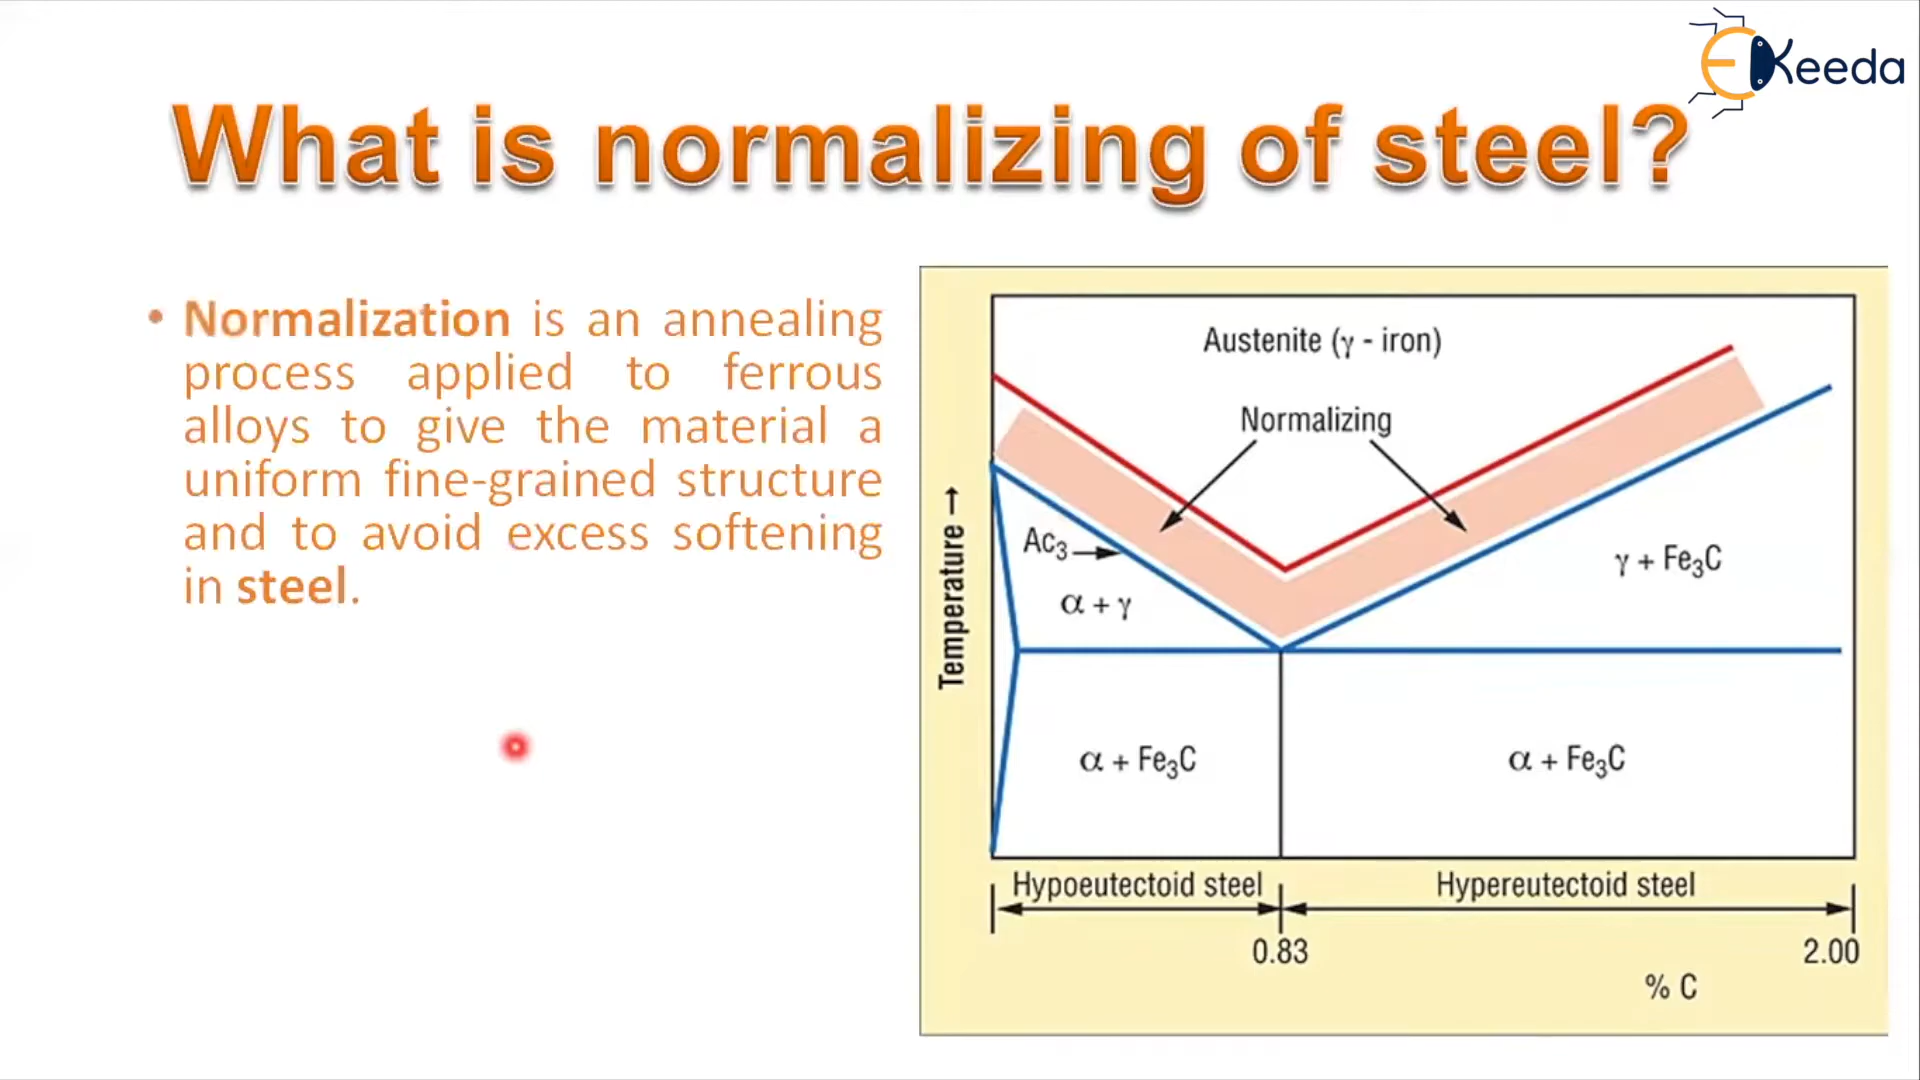 EKeeda
What is normalizing of steel?
• Normalization is an annealing
process applied to ferrous
alloys to give the material a
uniform fine-grained structure
and to avoid excess softening
in steel.
Austenite (γ - iron)
Normalizing
Ac₃
α + γ
γ + Fe₃C
Temperature →
α + Fe₃C
α + Fe₃C
Hypoeutectoid steel
Hypereutectoid steel
0.83
2.00
% C